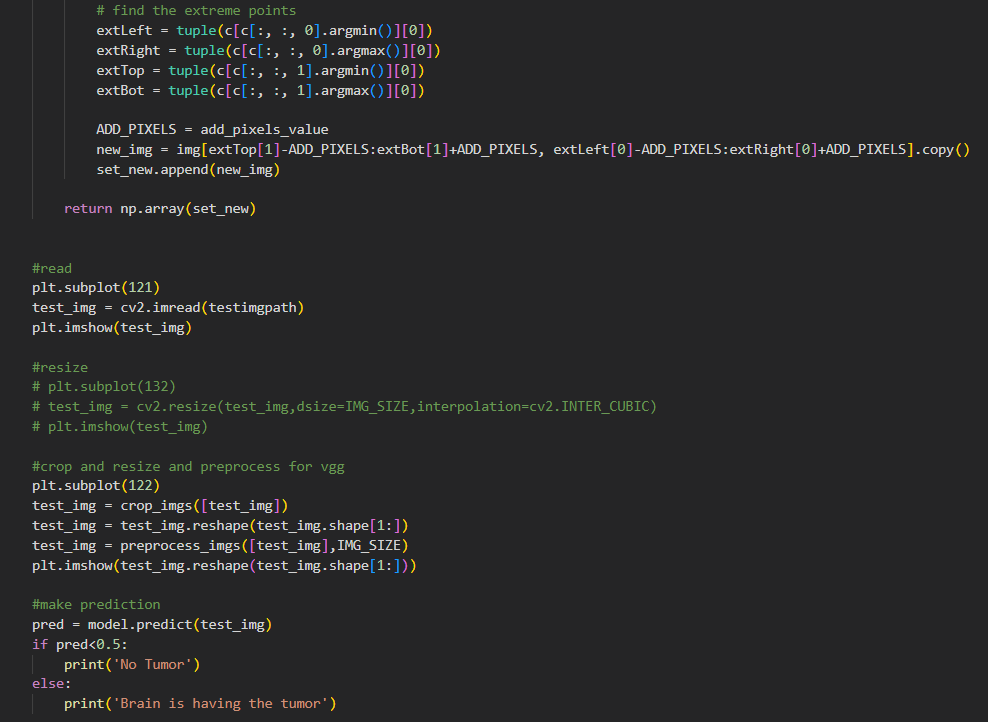 # find the extreme points
extLeft = tuple(c[c[:, :, 0].argmin()][0])
extRight = tuple(c[c[:, :, 0].argmax()][0])
extTop = tuple(c[c[:, :, 1].argmin()][0])
extBot = tuple(c[c[:, :, 1].argmax()][0])
ADD_PIXELS = add_pixels_value
new_img = img[extTop[1]-ADD_PIXELS:extBot[1]+ADD_PIXELS, extLeft[0]-ADD_PIXELS:extRight[0]+ADD_PIXELS].copy()
set_new.append(new_img)
return np.array(set_new)
#read
plt.subplot(121)
test_img = cv2.imread(testimgpath)
plt.imshow(test_img)
#resize
# plt.subplot(132)
# test_img = cv2.resize(test_img,dsize=IMG_SIZE,interpolation=cv2.INTER_CUBIC)
# plt.imshow(test_img)
#crop and resize and preprocess for vgg
plt.subplot(122)
test_img = crop_imgs([test_img])
test_img = test_img.reshape(test_img.shape[1:])
test_img = preprocess_imgs([test_img],IMG_SIZE)
plt.imshow(test_img.reshape(test_img.shape[1:]))
#make prediction
pred = model.predict(test_img)
if pred<0.5:
print('No Tumor')
else:
print('Brain is having the tumor')